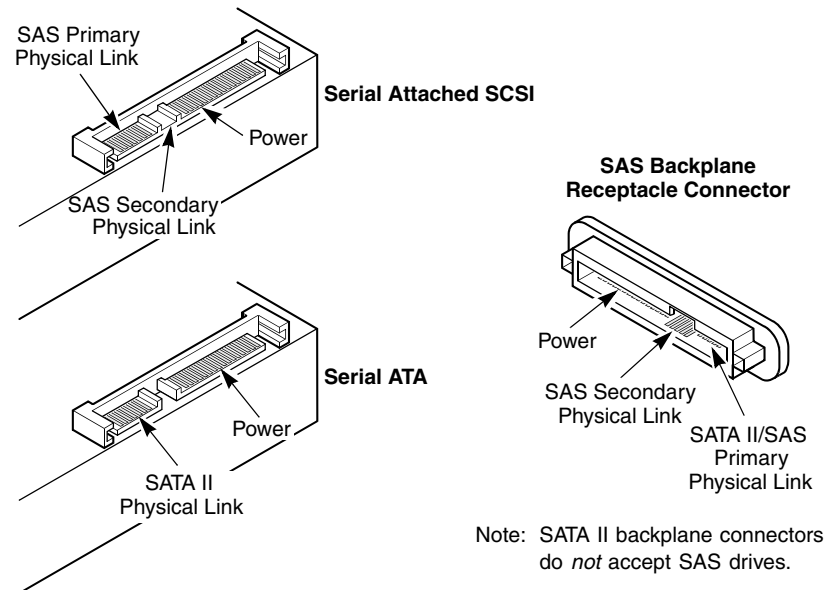 SAS Primary
Physical Link
Serial Attached SCSI
Power
SAS Secondary
Physical Link
Serial ATA
Power
SATA II
Physical Link
SAS Backplane
Receptacle Connector
Power
SAS Secondary
Physical Link
SATA II/SAS
Primary
Physical Link
Note: SATA II backplane connectors
do not accept SAS drives.